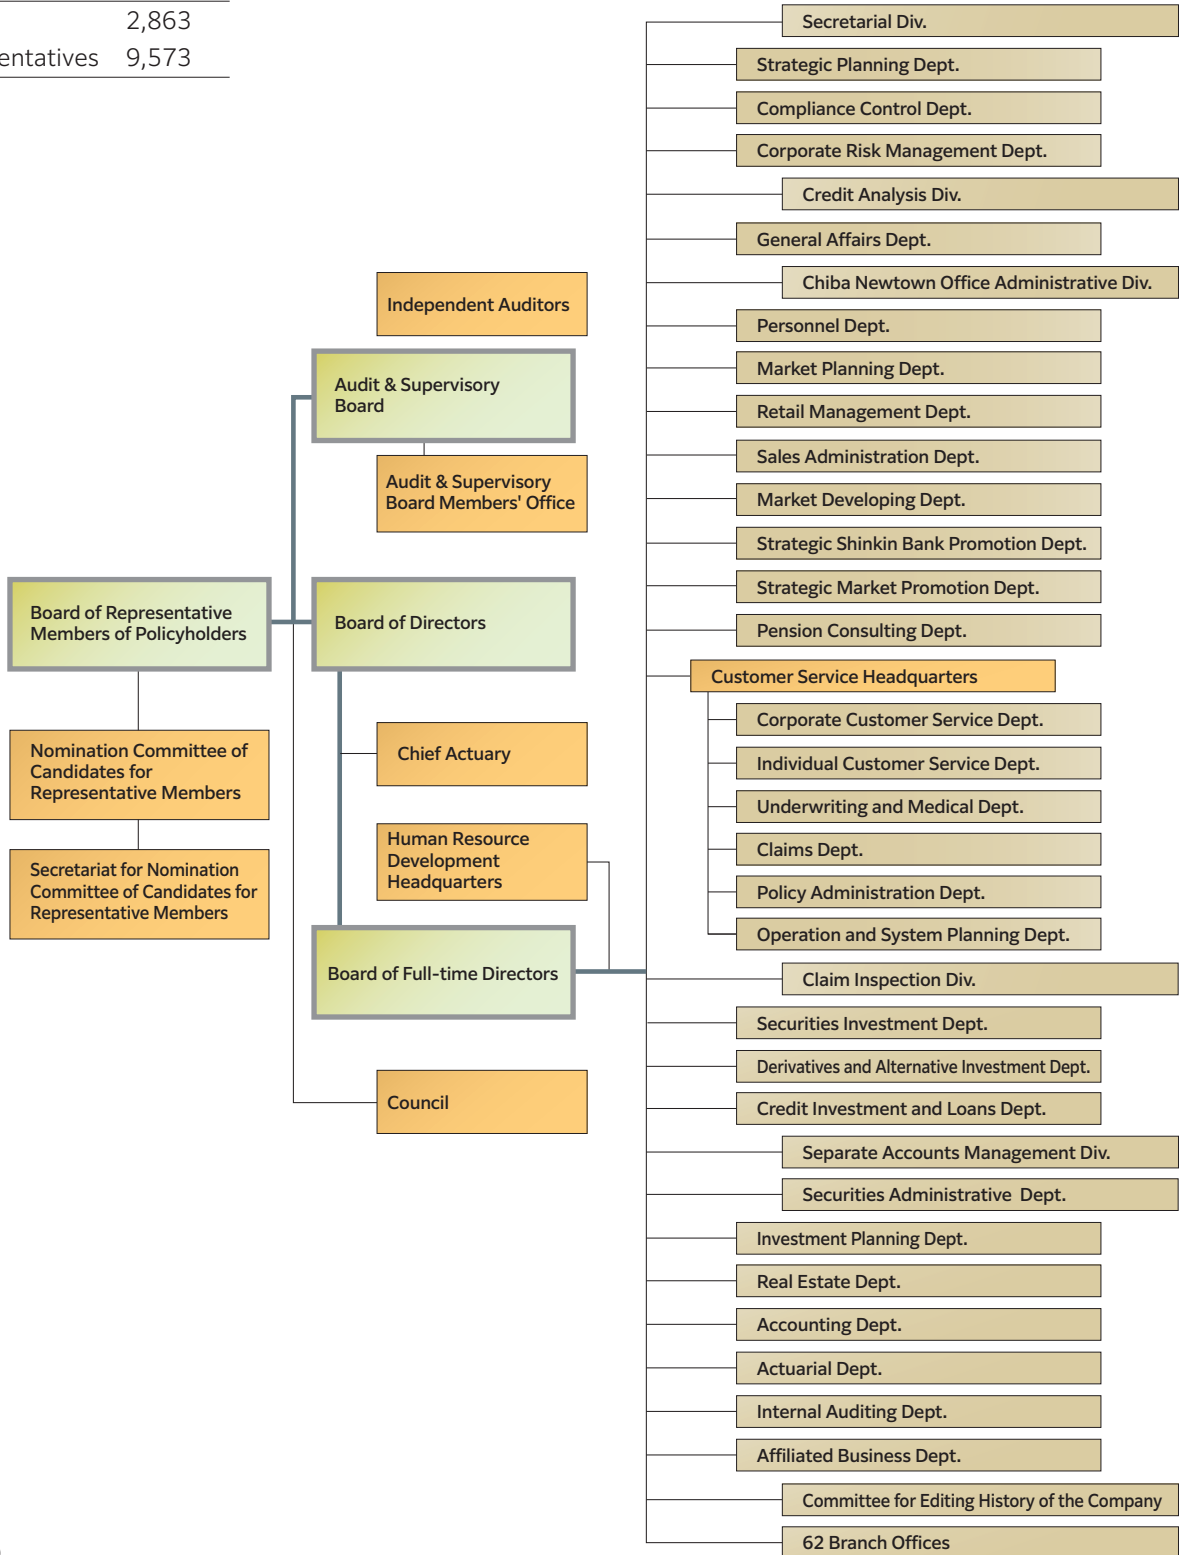 2,863
entatives 9,573
Secretarial Div.
Strategic Planning Dept.
Compliance Control Dept.
Corporate Risk Management Dept.
Credit Analysis Div.
General Affairs Dept.
Chiba Newtown Office Administrative Div.
Personnel Dept.
Market Planning Dept.
Retail Management Dept.
Sales Administration Dept.
Market Developing Dept.
Strategic Shinkin Bank Promotion Dept.
Strategic Market Promotion Dept.
Pension Consulting Dept.
Customer Service Headquarters
Corporate Customer Service Dept.
Individual Customer Service Dept.
Underwriting and Medical Dept.
Claims Dept.
Policy Administration Dept.
Operation and System Planning Dept.
Claim Inspection Div.
Securities Investment Dept.
Derivatives and Alternative Investment Dept.
Credit Investment and Loans Dept.
Separate Accounts Management Div.
Securities Administrative Dept.
Investment Planning Dept.
Real Estate Dept.
Accounting Dept.
Actuarial Dept.
Internal Auditing Dept.
Affiliated Business Dept.
Committee for Editing History of the Company
62 Branch Offices
Independent Auditors
Audit & Supervisory
Board
Audit & Supervisory
Board Members' Office
Board of Representative
Members of Policyholders
Board of Directors
Nomination Committee of
Candidates for
Representative Members
Secretariat for Nomination
Committee of Candidates for
Representative Members
Chief Actuary
Human Resource
Development
Headquarters
Board of Full-time Directors
Council